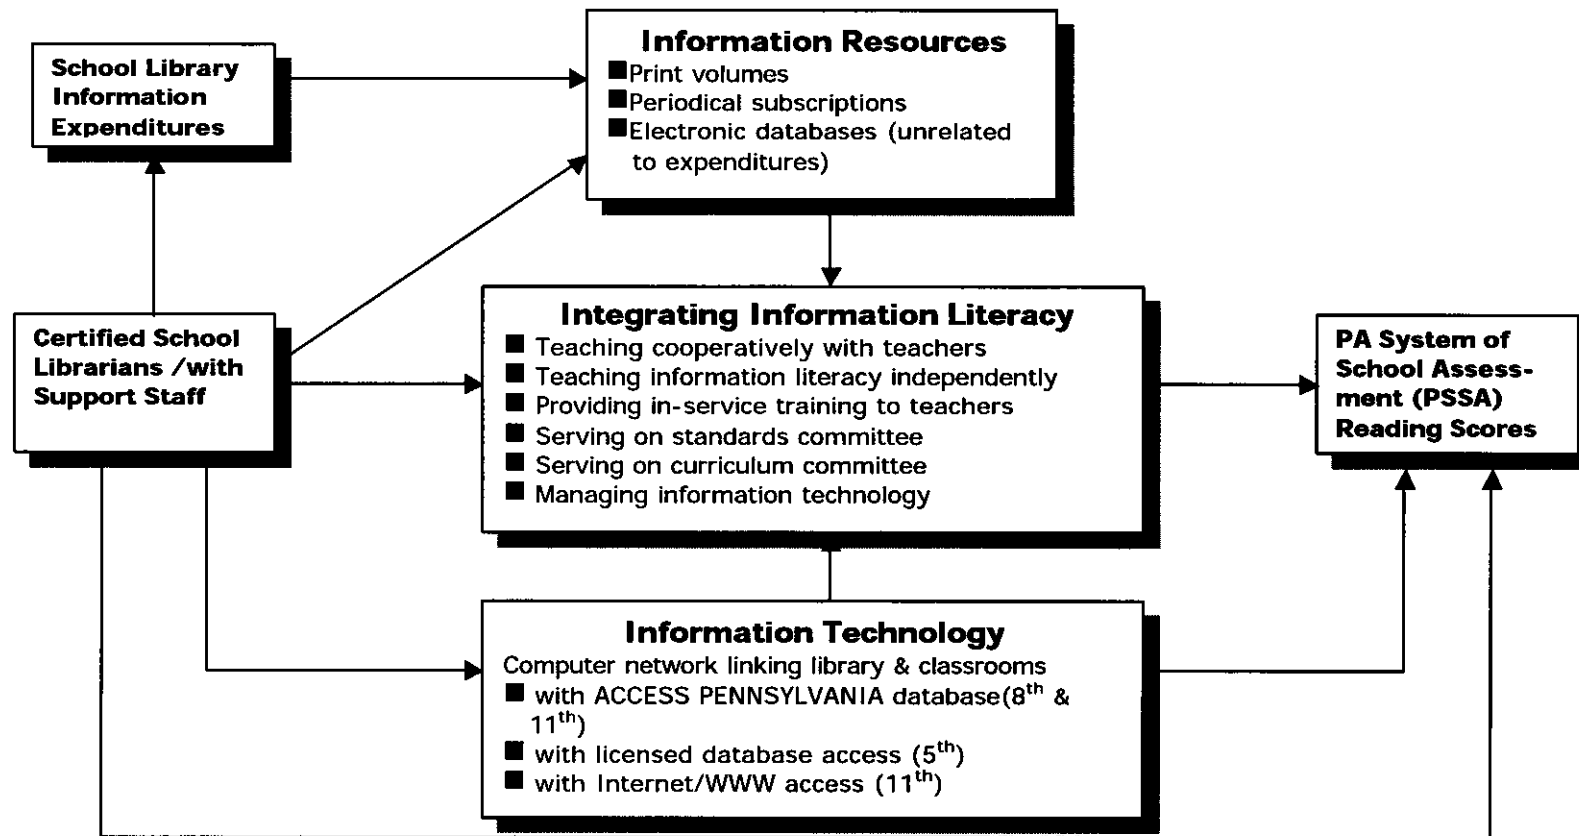 School Library
Information
Expenditures
Information Resources
■Print volumes
■Periodical subscriptions
■Electronic databases (unrelated
to expenditures)
Certified School
Librarians /with
Support Staff
Integrating Information Literacy
■ Teaching cooperatively with teachers
■ Teaching information literacy independently
■ Providing in-service training to teachers
■ Serving on standards committee
■ Serving on curriculum committee
■ Managing information technology
PA System of
School Assess-
ment (PSSA)
Reading Scores
Information Technology
Computer network linking library & classrooms
■ with ACCESS PENNSYLVANIA database(8th &
11th)
■ with licensed database access (5th)
■ with Internet/WWW access (11th)